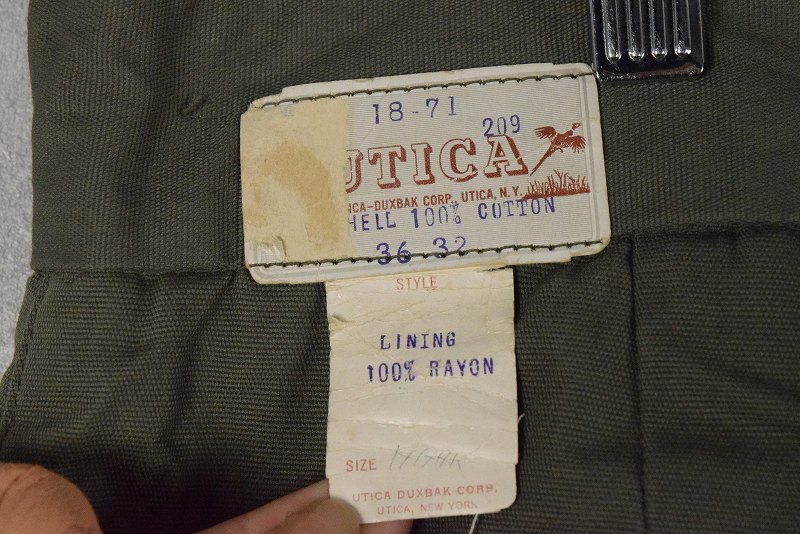 18-71
209
UTICA
ICA-DUXBAK CORP. UTICA, N.Y.
HELL 100% COTTON
36 32
STYLE
LINING
100% RAYON
SIZE
UTICA DUXBAK CORP.
UTICA, NEW YORK